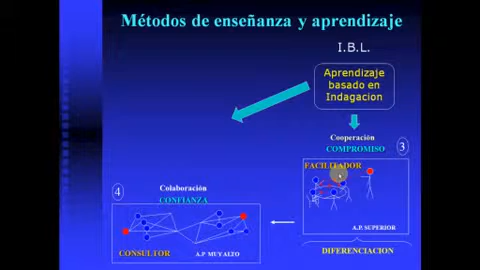 Métodos de enseñanza y aprendizaje
I.B.L.
Aprendizaje
basado en
Indagacion
Cooperación
COMPROMISO
3
FACILITADOR
A.P. SUPERIOR
DIFERENCIACION
4
Colaboración
CONFIANZA
CONSULTOR
A.P. MUY ALTO